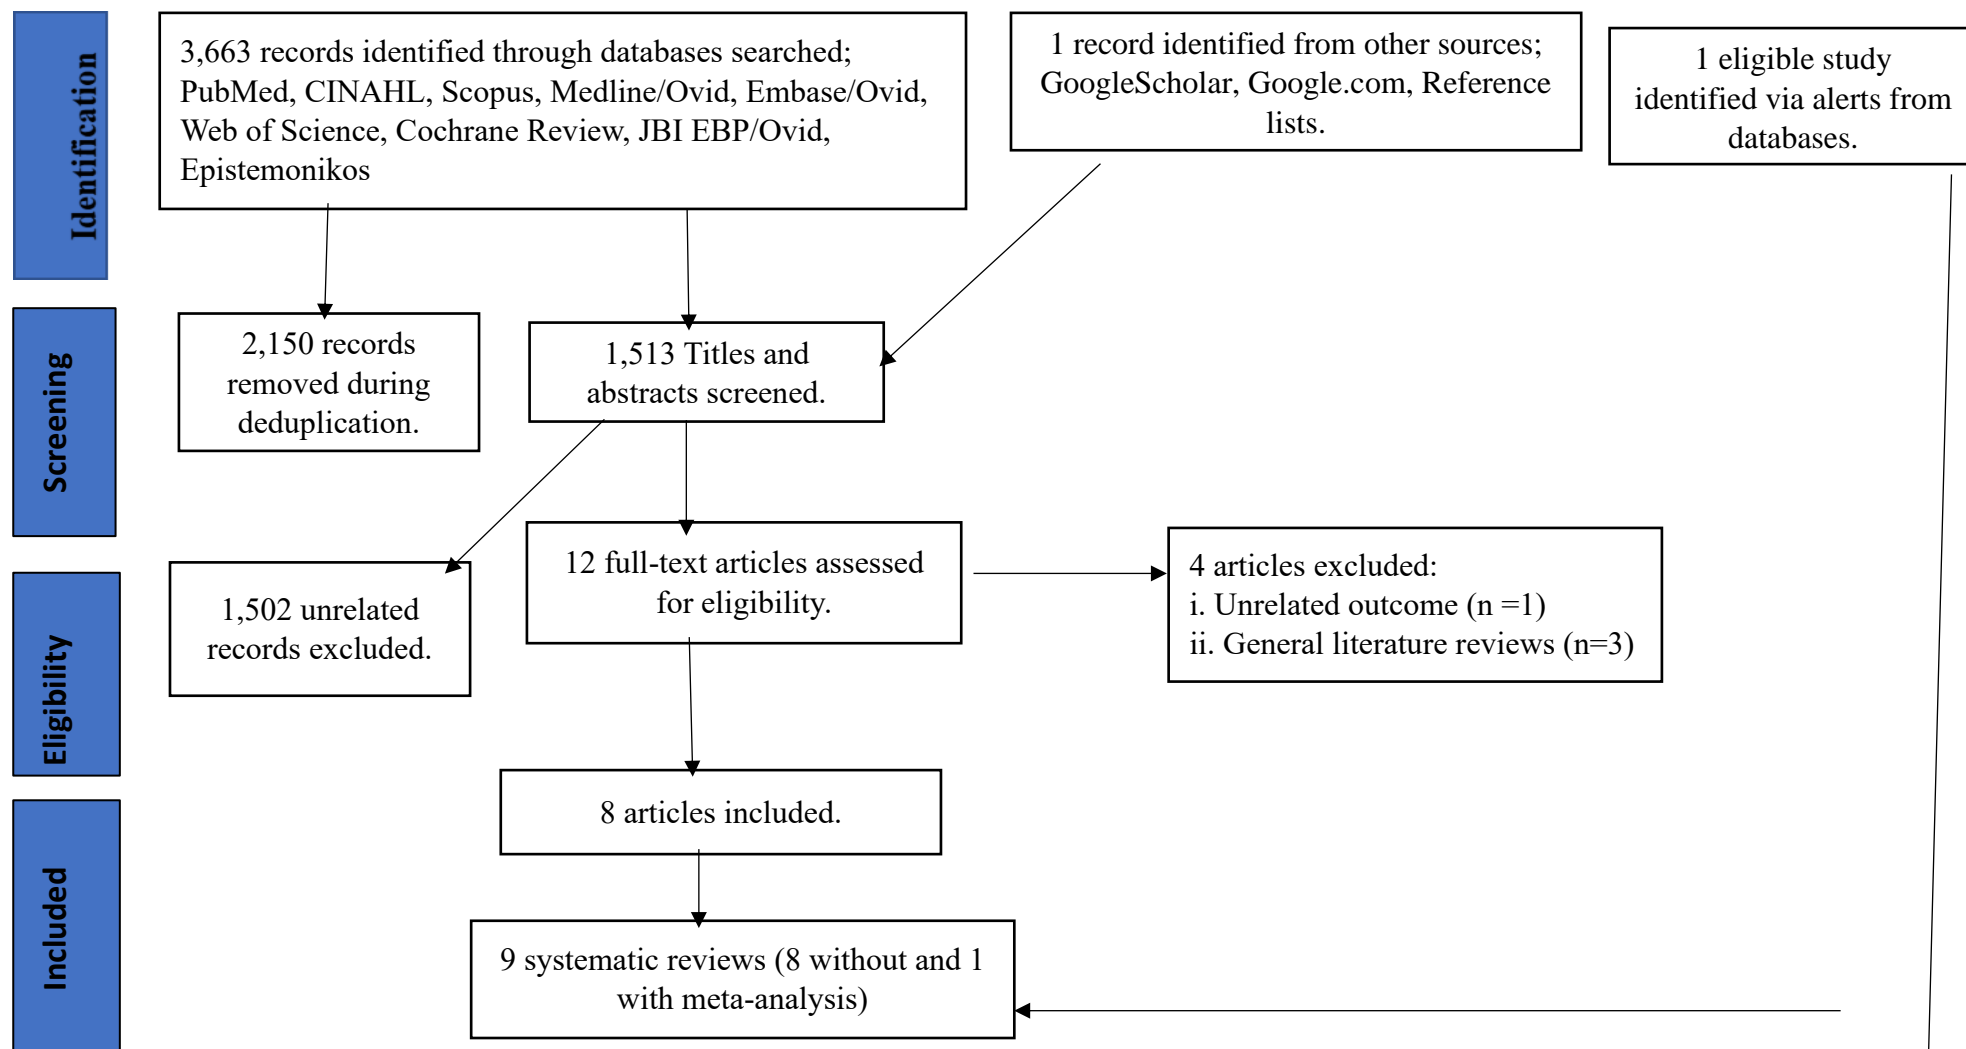 Identification
3,663 records identified through databases searched;
PubMed, CINAHL, Scopus, Medline/Ovid, Embase/Ovid,
Web of Science, Cochrane Review, JBI EBP/Ovid,
Epistemonikos
1 record identified from other sources;
GoogleScholar, Google.com, Reference
lists.
1 eligible study
identified via alerts from
databases.
Screening
2,150 records
removed during
deduplication.
1,513 Titles and
abstracts screened.
1,502 unrelated
records excluded.
Eligibility
12 full-text articles assessed
for eligibility.
4 articles excluded:
i. Unrelated outcome (n =1)
ii. General literature reviews (n=3)
8 articles included.
Included
9 systematic reviews (8 without and 1
with meta-analysis)